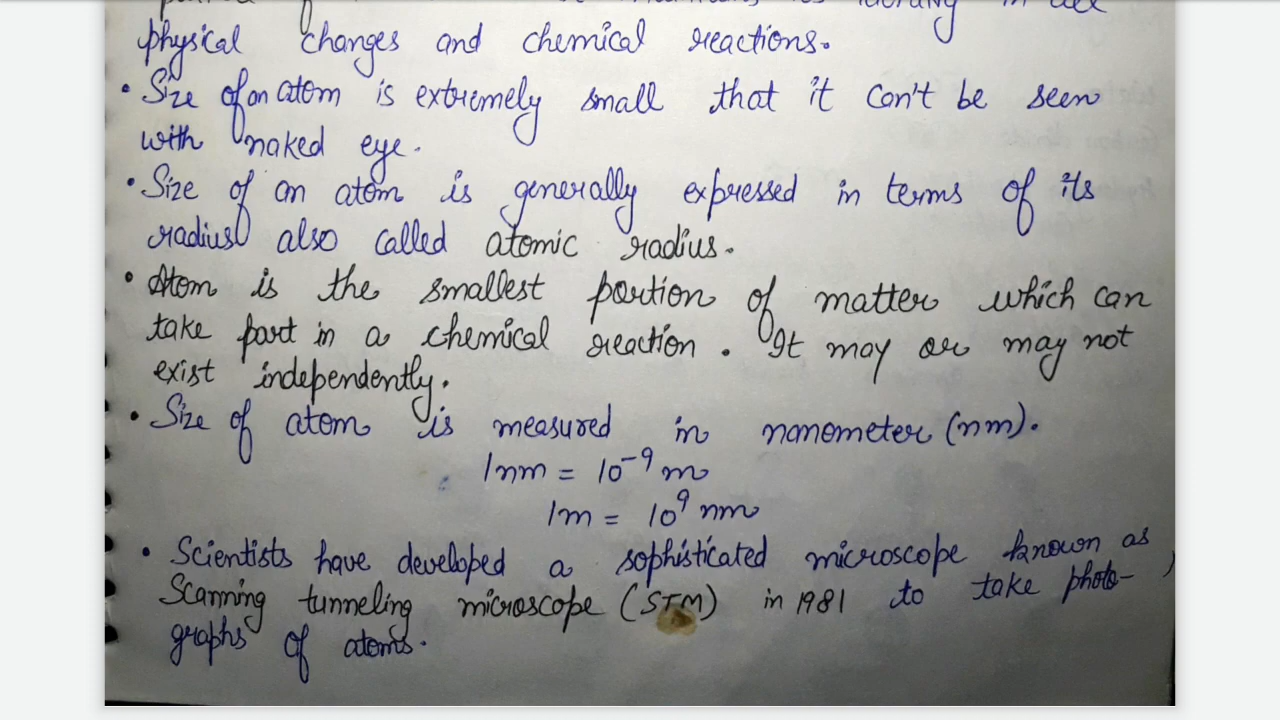 in all
physical changes and chemical reactions.
• Size of an atom is extremely small that it can't be seen
with naked eye.
• Size of an atom is generally expressed in terms of its
radius also called atomic radius.
• Atom is the smallest portion of matter which can
take part in a chemical reaction. It may or may not
exist independently.
• Size of atom is measured in nanometer (nm).
1nm = 10⁻⁹ m
1m = 10⁹ nm
• Scientists have developed a sophisticated microscope known as
Scanning tunneling microscope (STM) in 1981 to take photo-
graphs of atoms.